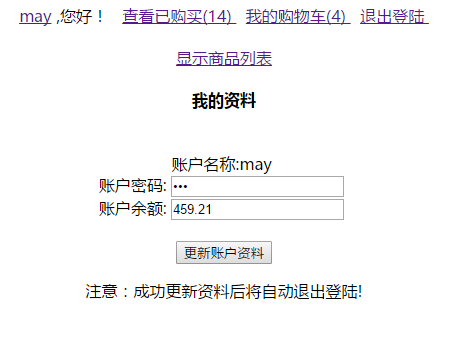 may ,您好！ 查看已购买(14) 我的购物车(4) 退出登陆
显示商品列表
我的资料
账户名称:may
账户密码: •••
账户余额: 459.21
更新账户资料
注意：成功更新资料后将自动退出登陆!